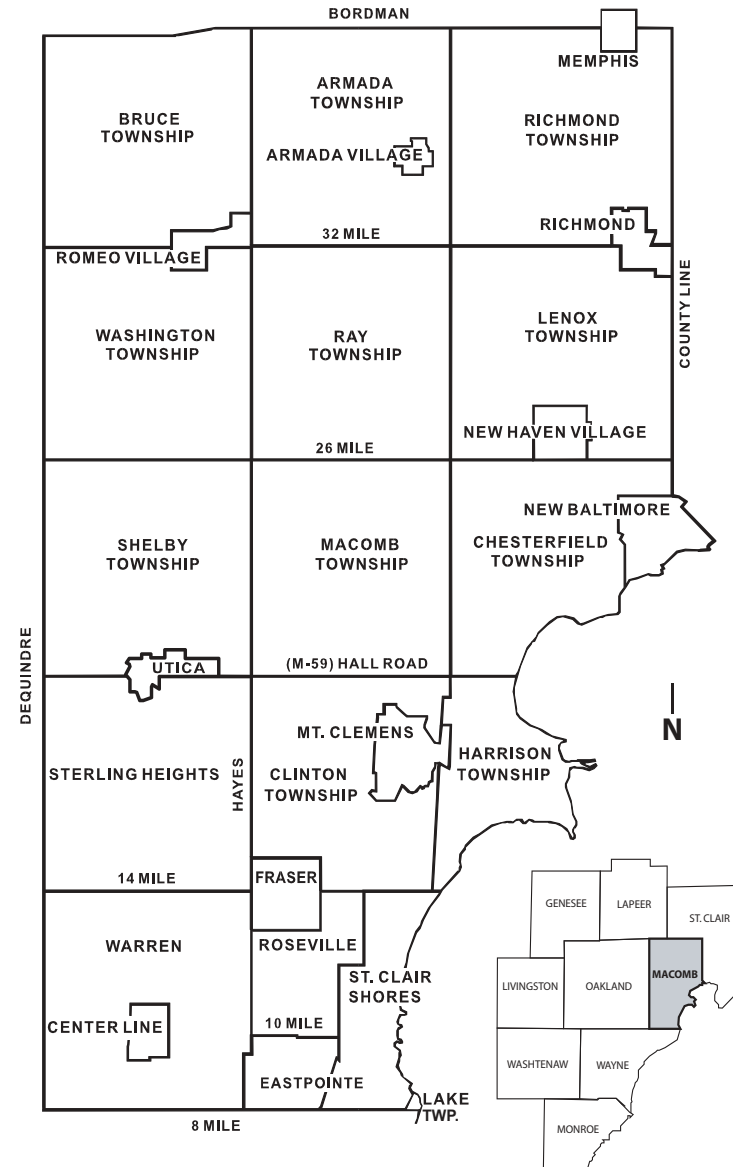 BORDMAN
MEMPHIS
ARMADA
TOWNSHIP
BRUCE
TOWNSHIP
RICHMOND
TOWNSHIP
ARMADA VILLAGE
RICHMOND
32 MILE
ROMEO VILLAGE
COUNTY LINE
WASHINGTON
TOWNSHIP
RAY
TOWNSHIP
LENOX
TOWNSHIP
NEW HAVEN VILLAGE
26 MILE
NEW BALTIMORE
SHELBY
TOWNSHIP
MACOMB
TOWNSHIP
CHESTERFIELD
TOWNSHIP
DEQUINDRE
UTICA
(M-59) HALL ROAD
N
MT. CLEMENS
STERLING HEIGHTS
HAYES
CLINTON
TOWNSHIP
HARRISON
TOWNSHIP
14 MILE
FRASER
WARREN
ROSEVILLE
ST. CLAIR
SHORES
CENTER LINE
10 MILE
EASTPOINTE
LAKE
TWP.
8 MILE
GENESEE
LAPEER
ST. CLAIR
LIVINGSTON
OAKLAND
MACOMB
WASHTENAW
WAYNE
MONROE